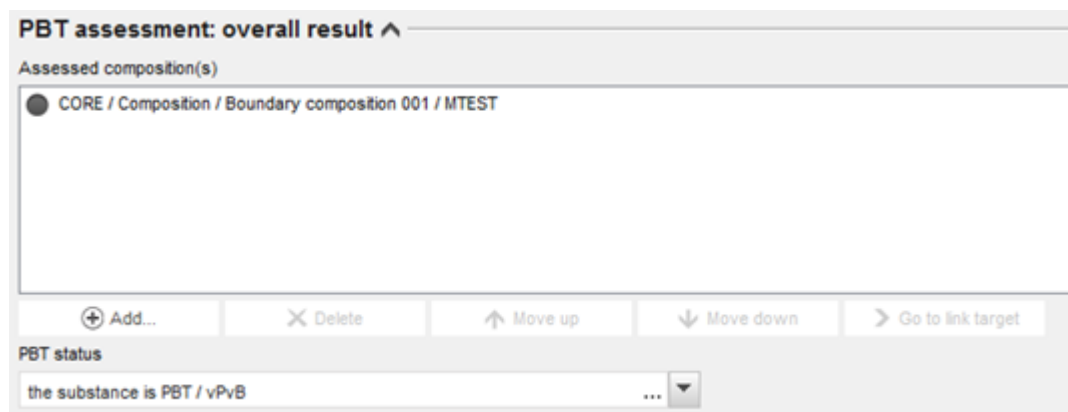 PBT assessment: overall result
Assessed composition(s)
CORE / Composition / Boundary composition 001 / MTEST
Add... Delete Move up Move down Go to link target
PBT status
the substance is PBT / vPvB ...